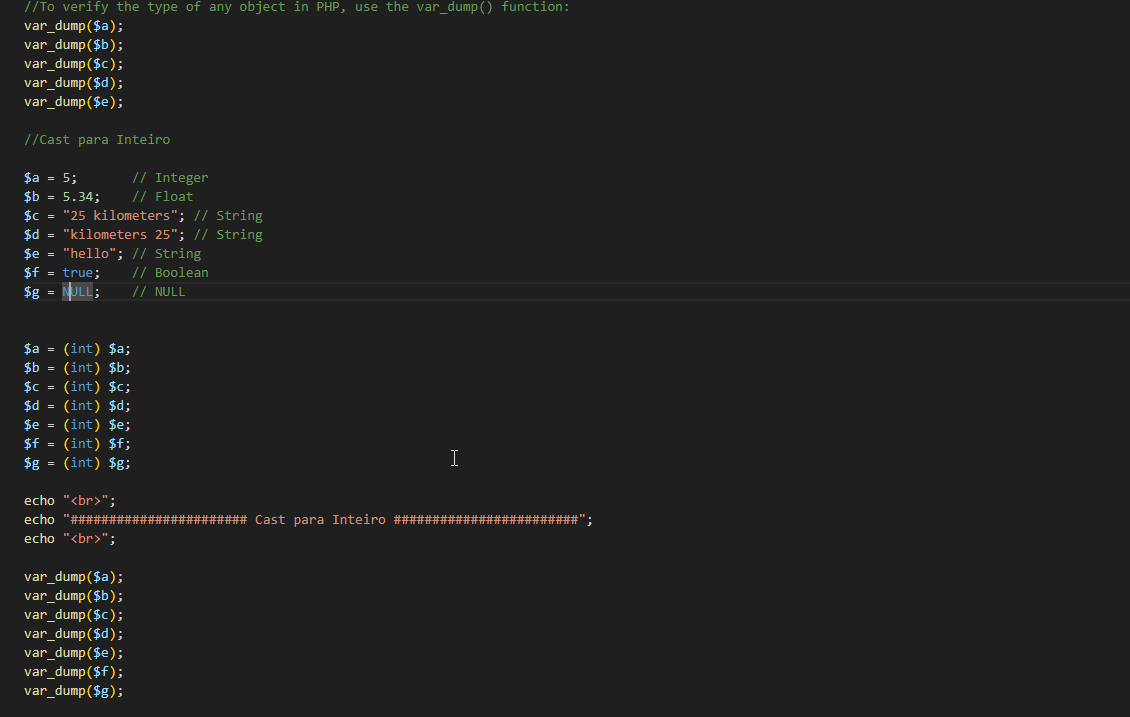 //To verify the type of any object in PHP, use the var_dump() function:
var_dump($a);
var_dump($b);
var_dump($c);
var_dump($d);
var_dump($e);
//Cast para Inteiro
$a = 5;       // Integer
$b = 5.34;    // Float
$c = "25 kilometers"; // String
$d = "kilometers 25"; // String
$e = "hello"; // String
$f = true;    // Boolean
$g = NULL;    // NULL
$a = (int) $a;
$b = (int) $b;
$c = (int) $c;
$d = (int) $d;
$e = (int) $e;
$f = (int) $f;
$g = (int) $g;
echo "<br>";
echo "####################### Cast para Inteiro ########################";
echo "<br>";
var_dump($a);
var_dump($b);
var_dump($c);
var_dump($d);
var_dump($e);
var_dump($f);
var_dump($g);